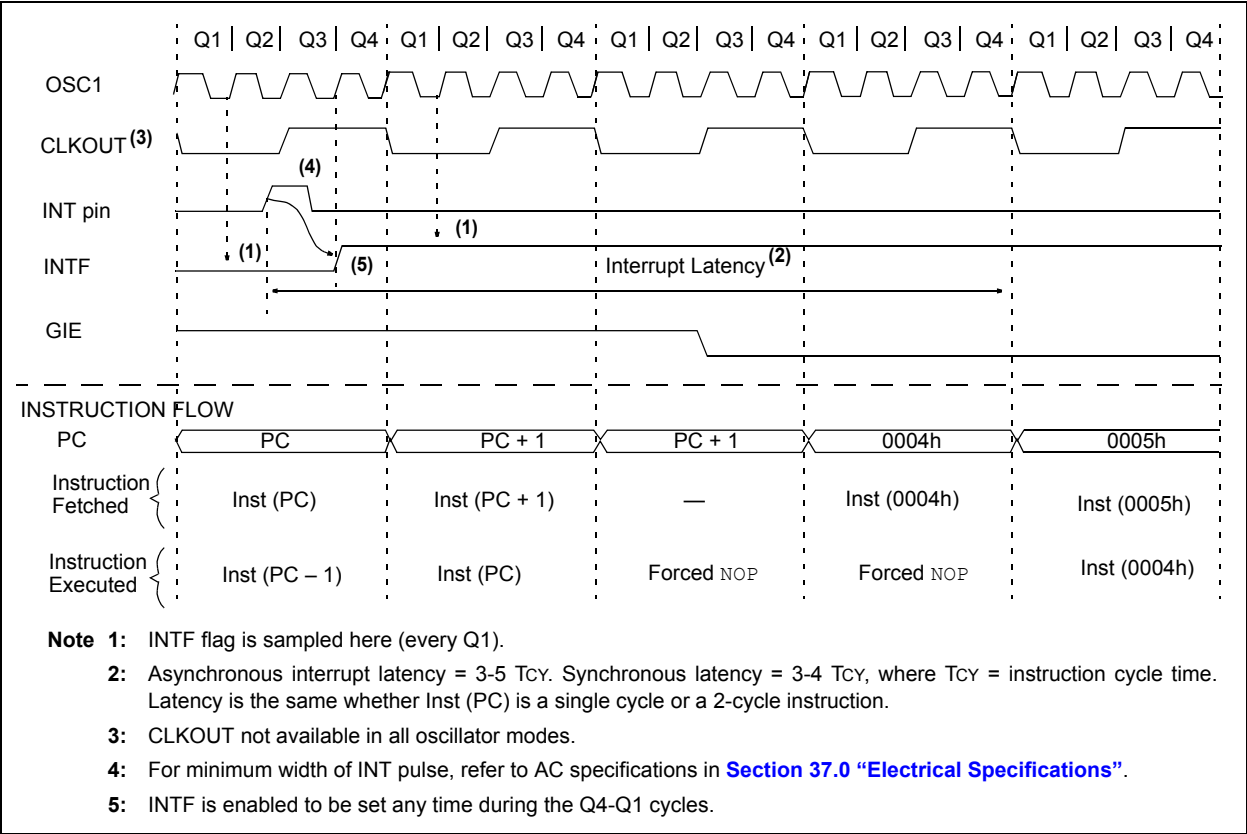 Q1 Q2 Q3 Q4 Q1 Q2 Q3 Q4 Q1 Q2 Q3 Q4 Q1 Q2 Q3 Q4 Q1 Q2 Q3 Q4
OSC1
CLKOUT (3)
(4)
INT pin
(1) (1)
INTF (5) Interrupt Latency (2)
GIE
INSTRUCTION FLOW
PC PC PC + 1 PC + 1 0004h 0005h
Instruction
Fetched
Inst (PC) Inst (PC + 1) — Inst (0004h) Inst (0005h)
Instruction
Executed
Inst (PC – 1) Inst (PC) Forced NOP Forced NOP Inst (0004h)
Note 1: INTF flag is sampled here (every Q1).
2: Asynchronous interrupt latency = 3-5 TCY. Synchronous latency = 3-4 TCY, where TCY = instruction cycle time.
Latency is the same whether Inst (PC) is a single cycle or a 2-cycle instruction.
3: CLKOUT not available in all oscillator modes.
4: For minimum width of INT pulse, refer to AC specifications in Section 37.0 “Electrical Specifications”.
5: INTF is enabled to be set any time during the Q4-Q1 cycles.